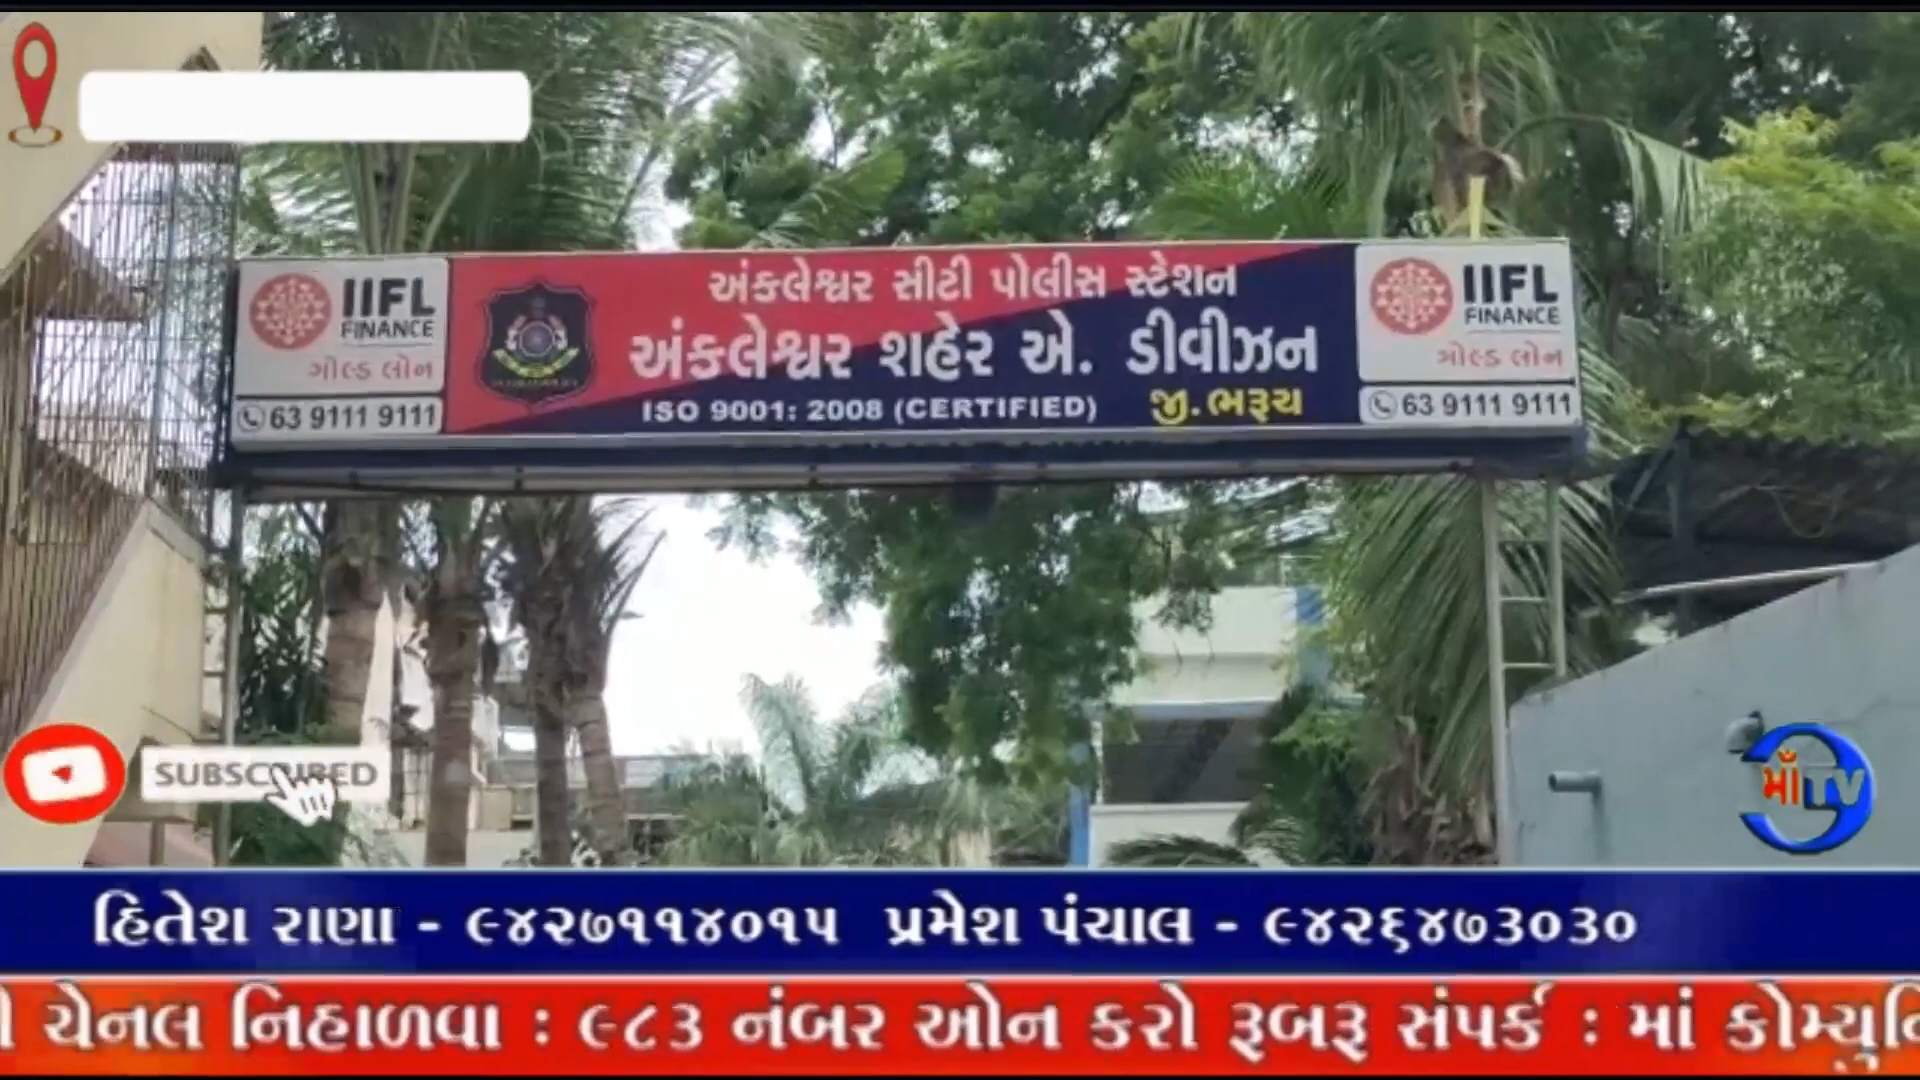 IIFL
FINANCE
ગોલ્ડ લોન
63 9111 9111
અંકલેશ્વર સીટી પોલીસ સ્ટેશન
અંકલેશ્વર શહેર એ. ડીવીઝન
ISO 9001: 2008 (CERTIFIED) જી. ભરૂચ
IIFL
FINANCE
ગોલ્ડ લોન
63 9111 9111
SUBSCRIBED
માઁ TV
હિતેશ રાણા - ૯૪૨૭૧૧૪૦૧૫ પ્રમેશ પંચાલ - ૯૪૨૬૪૭૩૦૩૦
ચેનલ નિહાળવા : ૯૮૩ નંબર ઓન કરો રૂબરૂ સંપર્ક : માં